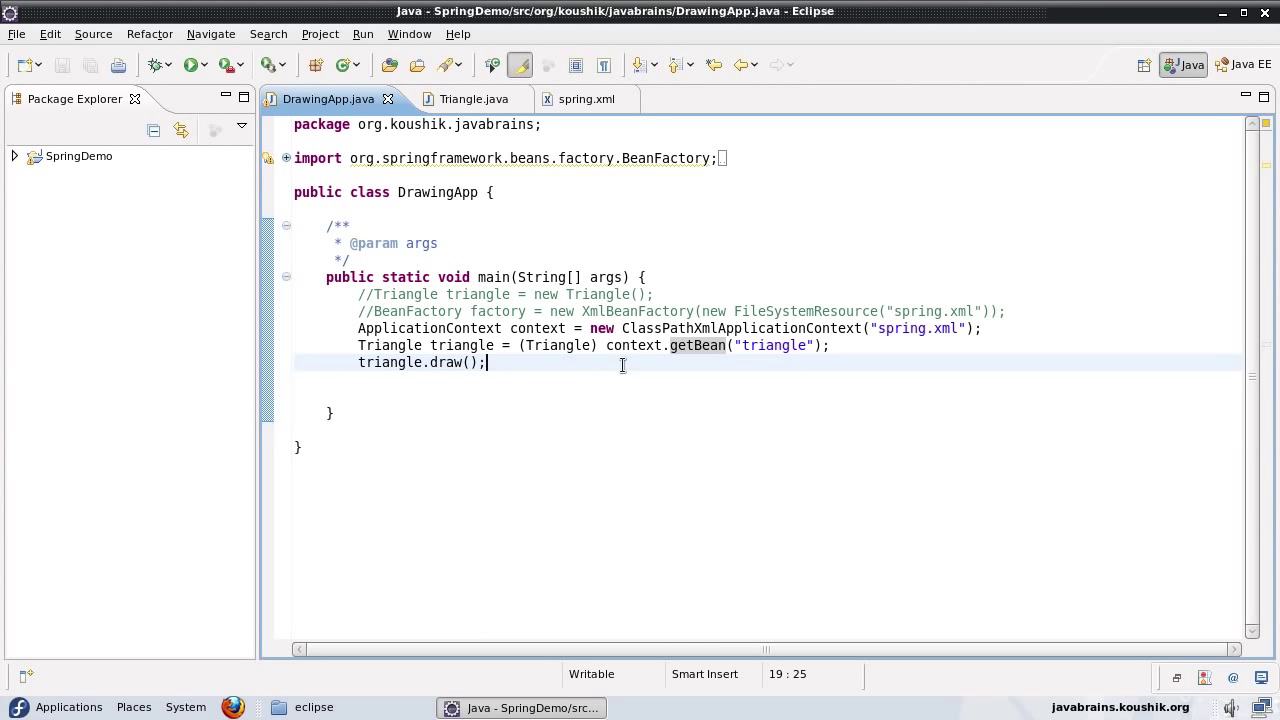 Java - SpringDemo/src/org/koushik/javabrains/DrawingApp.java - Eclipse
File Edit Source Refactor Navigate Search Project Run Window Help
Java Java EE
Package Explorer DrawingApp.java Triangle.java spring.xml
SpringDemo
package org.koushik.javabrains;
import org.springframework.beans.factory.BeanFactory;
public class DrawingApp {
/**
* @param args
*/
public static void main(String[] args) {
//Triangle triangle = new Triangle();
//BeanFactory factory = new XmlBeanFactory(new FileSystemResource("spring.xml"));
ApplicationContext context = new ClassPathXmlApplicationContext("spring.xml");
Triangle triangle = (Triangle) context.getBean("triangle");
triangle.draw();
}
}
Writable Smart Insert 19 : 25
Applications Places System eclipse Java - SpringDemo/src... javabrains.koushik.org